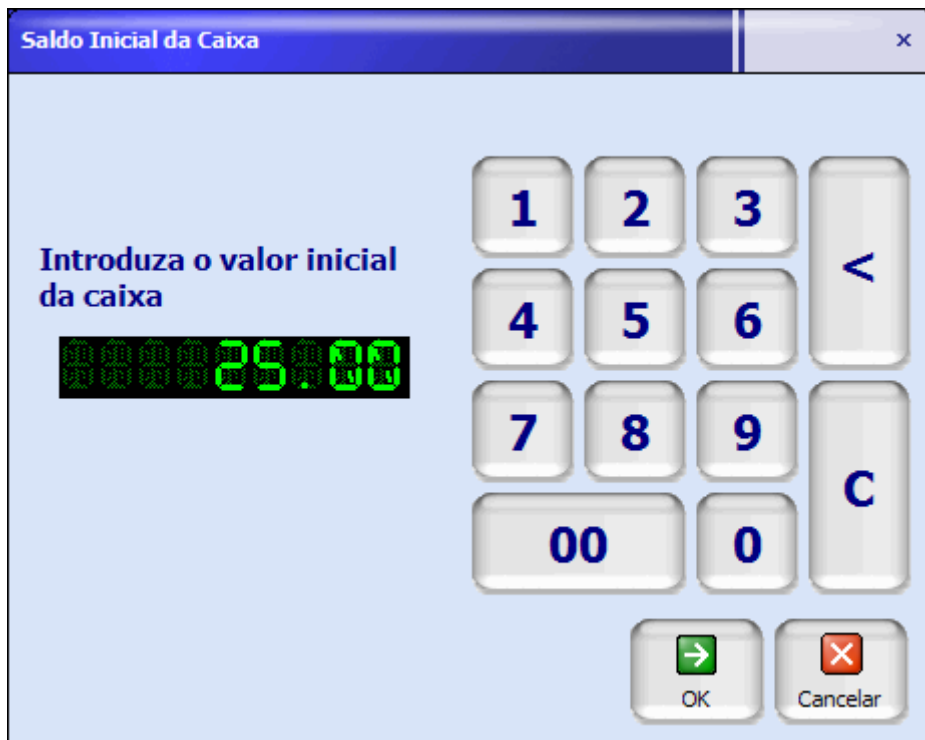 Saldo Inicial da Caixa
×
Introduza o valor inicial
da caixa
25.00
1 2 3 <
4 5 6
7 8 9 C
00 0
OK Cancelar